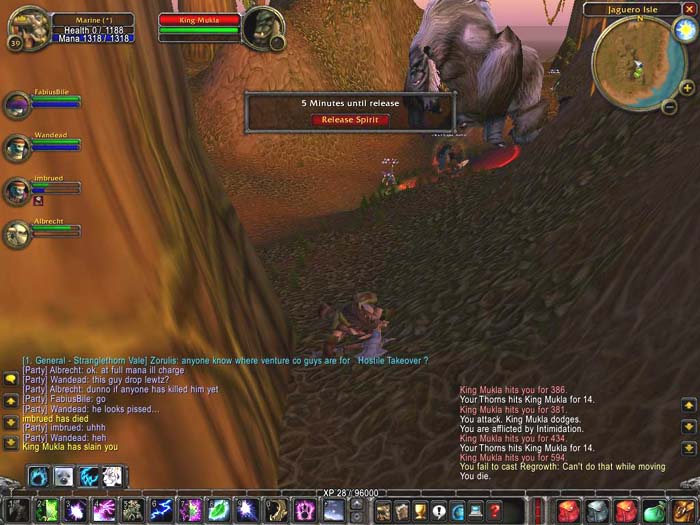 Marine (*)
Health 0 / 1188
Mana 1318 / 1318
39
King Mukla
Jaguero Isle
N
FabiusBile
Wandead
imbrued
Albrecht
5 Minutes until release
Release Spirit
[1. General - Stranglethorn Vale] Zorulis: anyone know where venture co guys are for Hostile Takeover ?
[Party] Albrecht: ok. at full mana ill charge
[Party] Wandead: this guy drop lewtz?
[Party] Albrecht: dunno if anyone has killed him yet
[Party] FabiusBile: go
[Party] Wandead: he looks pissed...
imbrued has died
[Party] imbrued: uhhh
[Party] Wandead: heh
King Mukla has slain you
King Mukla hits you for 386.
Your Thorns hits King Mukla for 14.
King Mukla hits you for 381.
You attack. King Mukla dodges.
You are afflicted by Intimidation.
King Mukla hits you for 434.
Your Thorns hits King Mukla for 14.
King Mukla hits you for 594.
You fail to cast Regrowth: Can't do that while moving
You die.
XP 28 / 96000